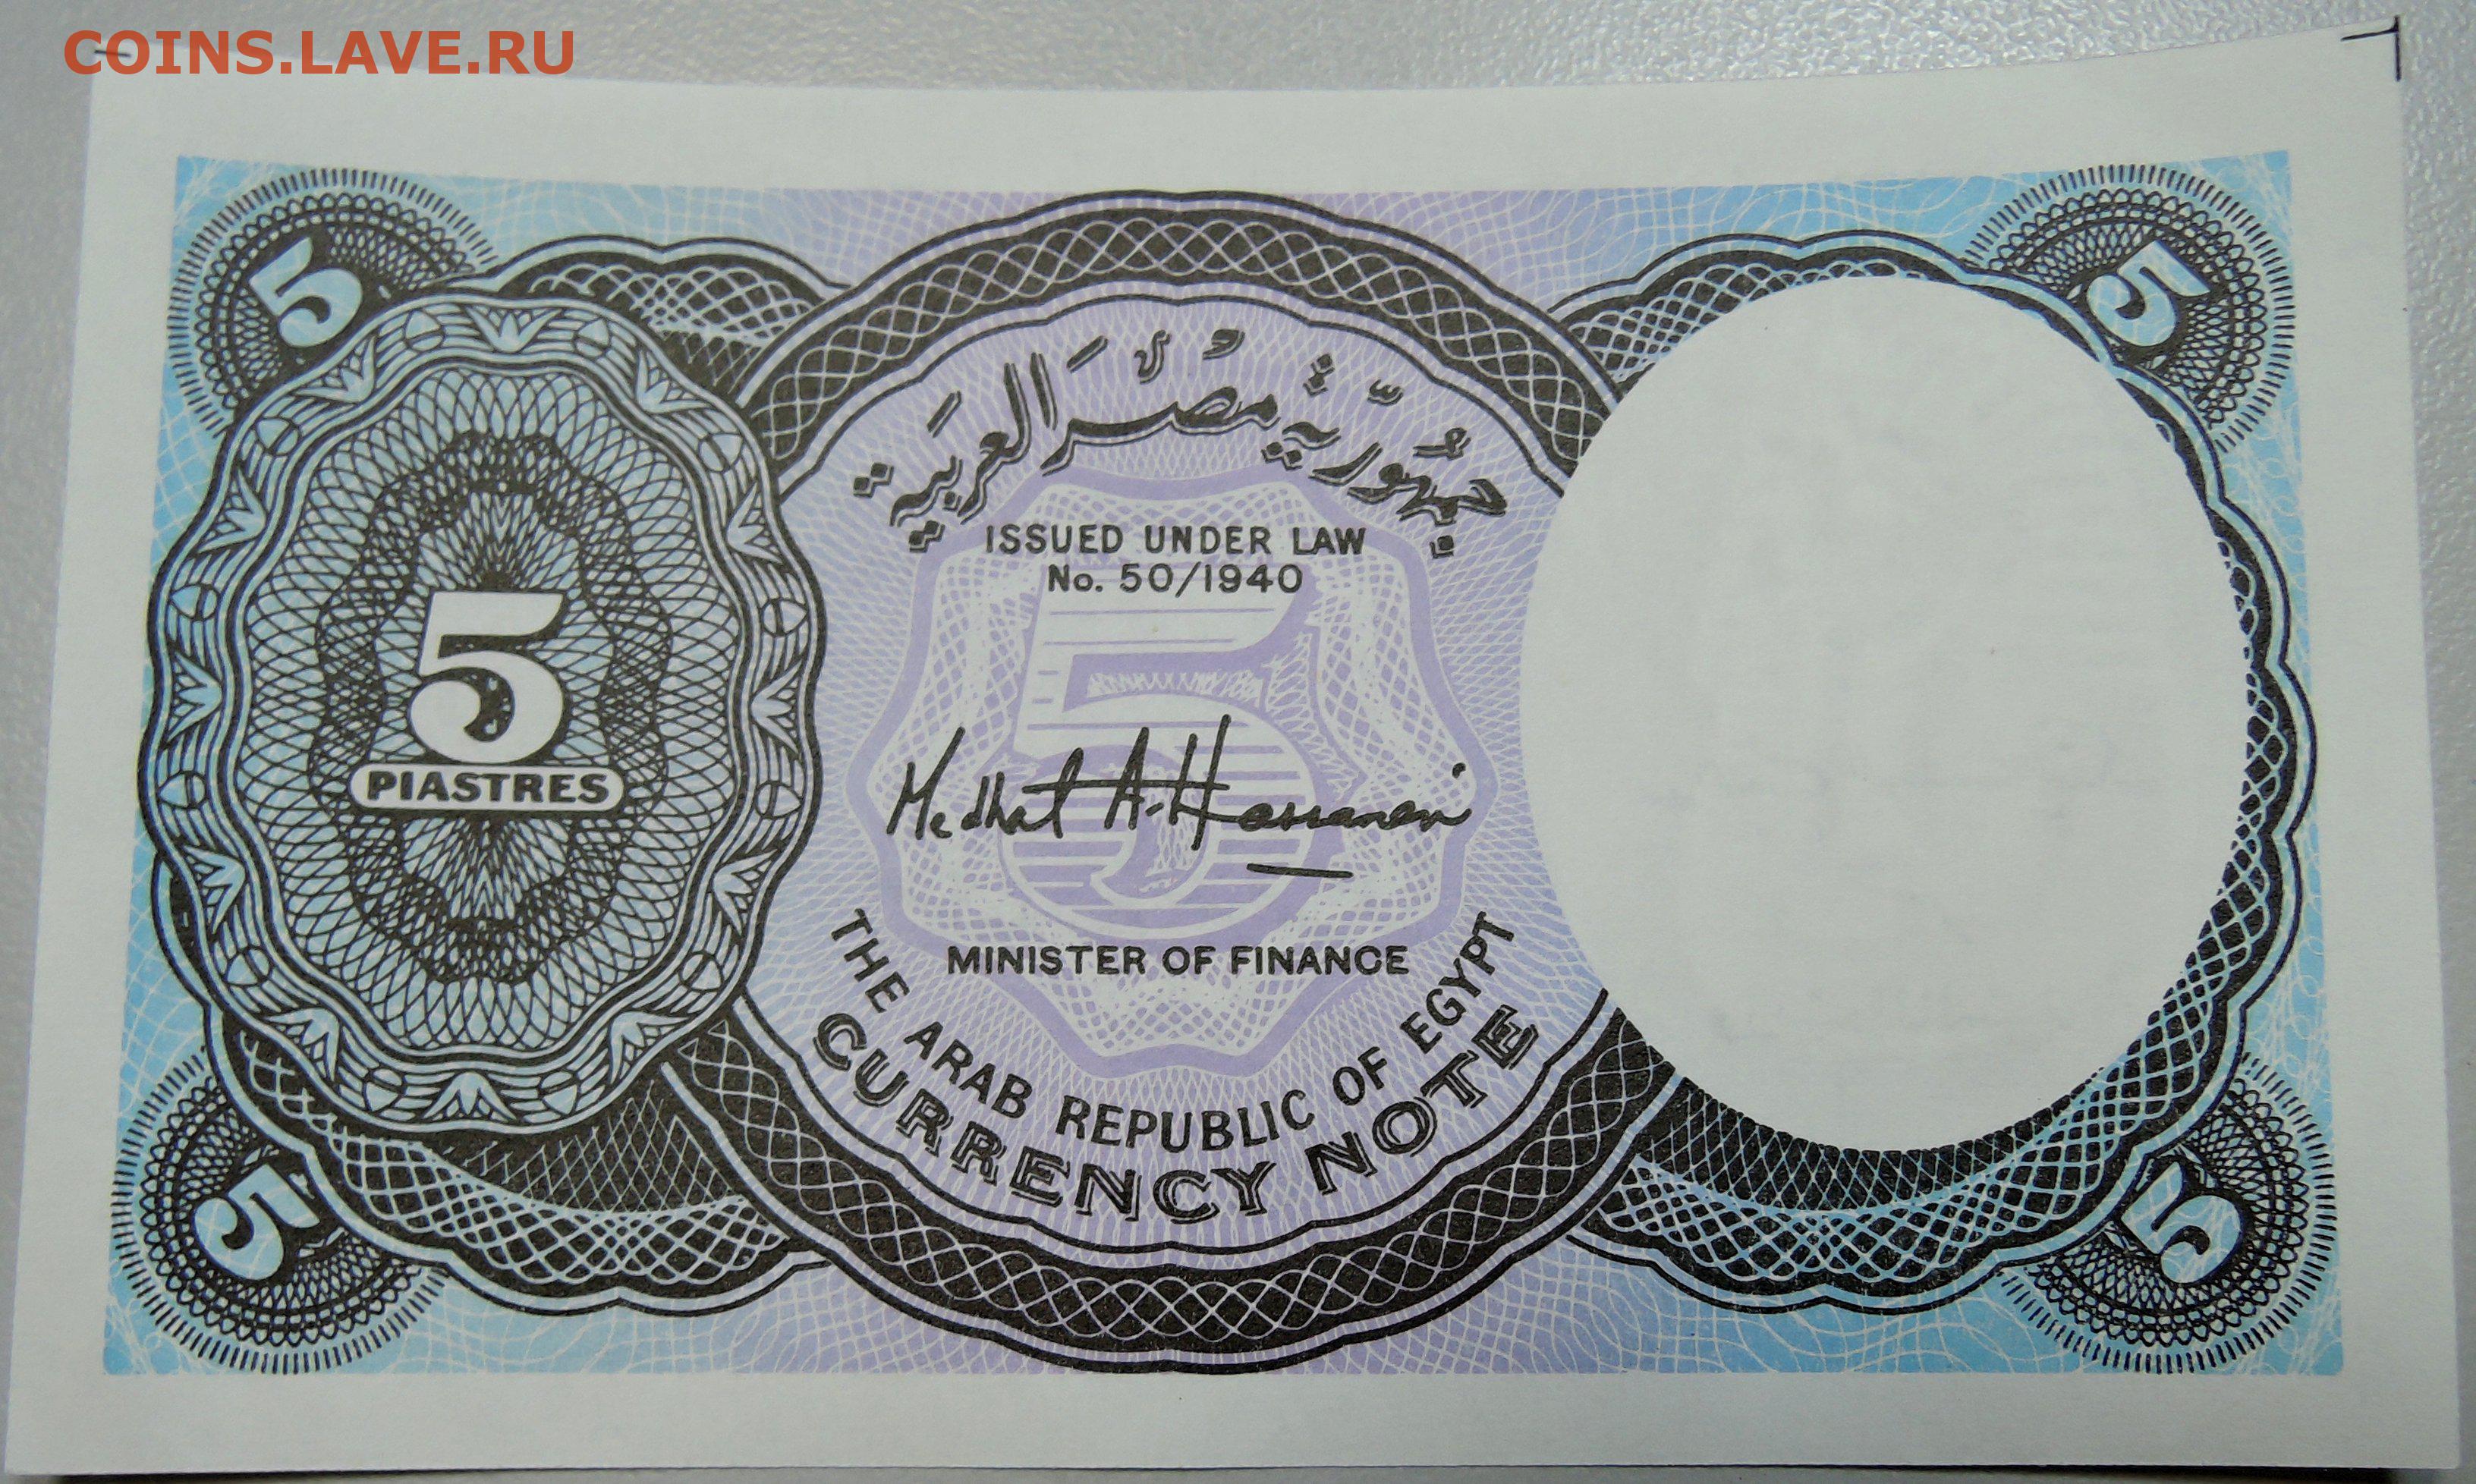 COINS.LAVE.RU
5
5
جمهورية مصر العربية
ISSUED UNDER LAW
No. 50/1940
5
PIASTRES
5
Medhat A. Hassanein
MINISTER OF FINANCE
THE ARAB REPUBLIC OF EGYPT
CURRENCY NOTE
5
5